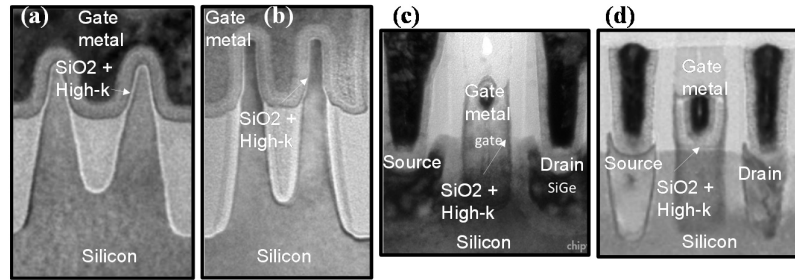 (a)
Gate
metal
SiO2 +
High-k
Silicon
(b)
Gate
metal
SiO2 +
High-k
Silicon
(c)
Gate
metal
gate
Source
Drain
SiGe
SiO2 +
High-k
Silicon
chip
(d)
Gate
metal
Source
Drain
SiO2 +
High-k
Silicon